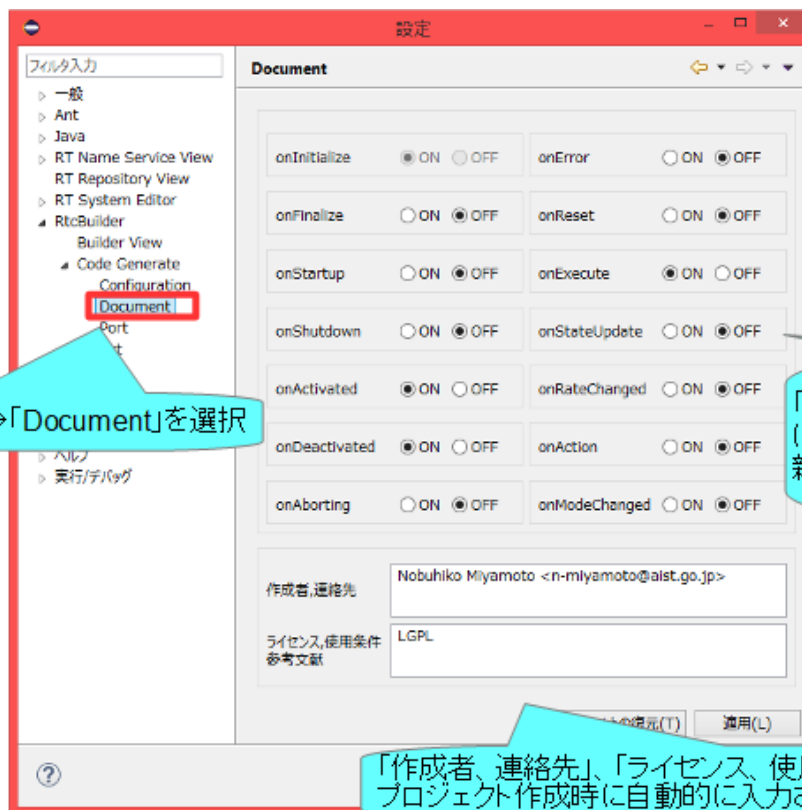 設定
フィルタ入力
Document
一般
Ant
Java
RT Name Service View
RT Repository View
RT System Editor
RtcBuilder
Builder View
Code Generate
Configuration
Document
Port
→「Document」を選択
ヘルプ
実行/デバッグ
onInitialize ON OFF onError ON OFF
onFinalize ON OFF onReset ON OFF
onStartup ON OFF onExecute ON OFF
onShutdown ON OFF onStateUpdate ON OFF
onActivated ON OFF onRateChanged ON OFF
onDeactivated ON OFF onAction ON OFF
onAborting ON OFF onModeChanged ON OFF
作成者,連絡先
Nobuhiko Miyamoto <n-miyamoto@aist.go.jp>
ライセンス,使用条件
参考文献
LGPL
の復元(T) 適用(L)
「作成者、連絡先」、「ライセンス、使
プロジェクト作成時に自動的に入力